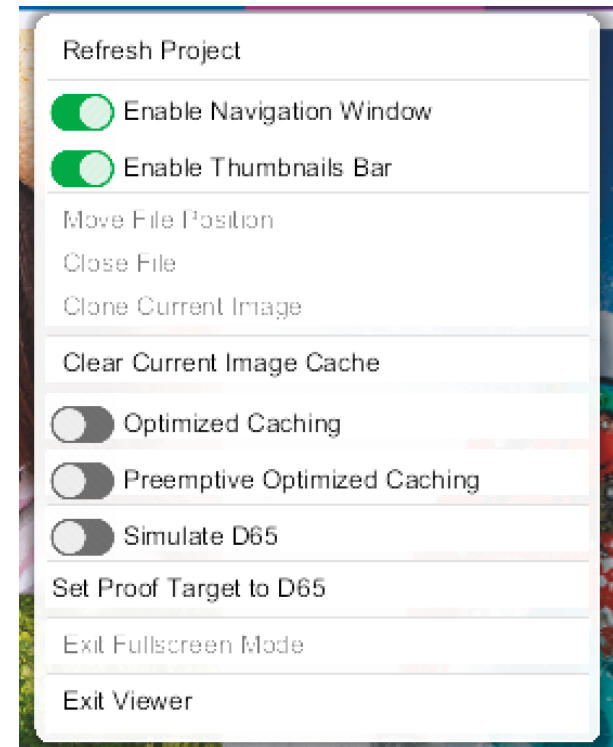 Refresh Project
Enable Navigation Window
Enable Thumbnails Bar
Move File Position
Close File
Clone Current Image
Clear Current Image Cache
Optimized Caching
Preemptive Optimized Caching
Simulate D65
Set Proof Target to D65
Exit Fullscreen Mode
Exit Viewer